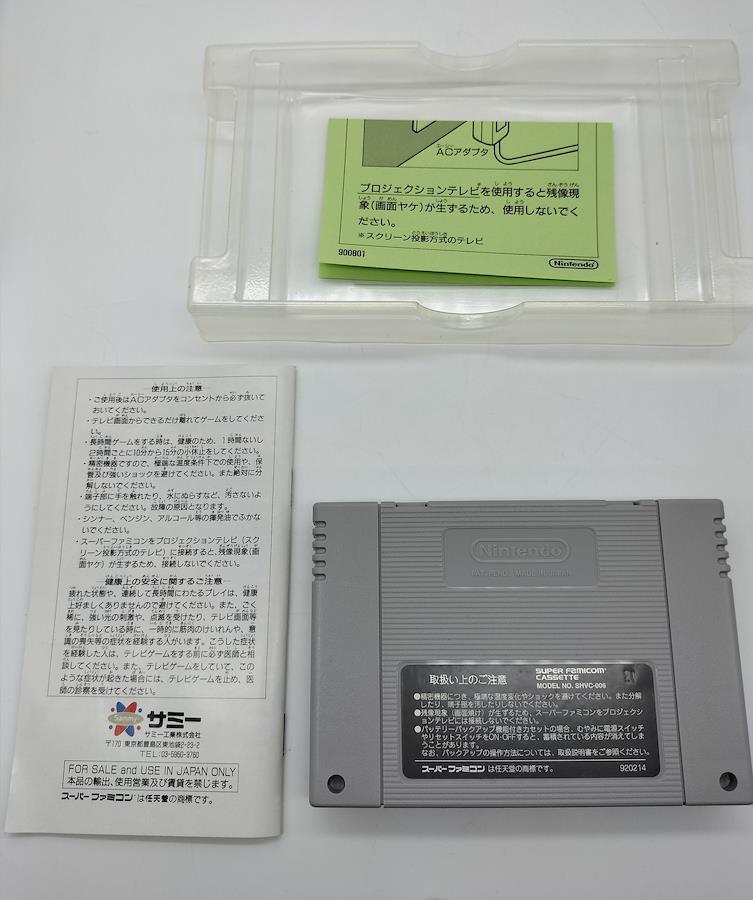 ACアダプタ
プロジェクションテレビを使用すると残像現
象(画面ヤケ)が生ずるため、使用しないでく
ださい。
※スクリーン投影方式のテレビ
900801
Nintendo
使用上の注意
・ご使用後はACアダプタをコンセントから必ず抜いて
おいてください。
・テレビ画面からできるだけ離れてゲームをしてくださ
い。
・長時間ゲームをする時は、健康のため、1時間ないし
2時間ごとに10分から15分の小休止をしてください。
・精密機器ですので、極端な温度条件下での使用や、保
管及び強いショックを避けてください。また絶対に分
解しないでください。
・端子部に手を触れたり、水にぬらすなど、汚さないよ
うにしてください。故障の原因となります。
・シンナー、ベンジン、アルコール等の揮発油でふかな
いでください。
・スーパーファミコンをプロジェクションテレビ(スク
リーン投影方式のテレビ)に接続すると、残像現象(画
面ヤケ)が生ずるため、接続しないでください。
健康上の安全に関するご注意
疲れた状態や、連続して長時間にわたるプレイは、健康
上好ましくありませんので避けてください。また、ごく
稀に、強い光の刺激や、点滅を受けたり、テレビ画面等
を見たりしている時に、一時的に筋肉のけいれんや、意
識の喪失等の症状を経験する人がいます。こうした症状
を経験した人は、テレビゲームをする前に必ず医師と相
談してください。また、テレビゲームをしていて、この
ような症状が起きた場合には、テレビゲームを止め、医
師の診察を受けてください。
Sammy サミー
サミー工業株式会社
〒170 東京都豊島区東池袋2-23-2
TEL:03-5950-3760
FOR SALE and USE IN JAPAN ONLY
本品の輸出、使用営業及び賃貸を禁じます。
スーパーファミコンは任天堂の商標です。
Nintendo
PAT. PEND. MADE IN JAPAN
取扱い上のご注意
SUPER FAMICOM
CASSETTE
MODEL NO. SHVC-006
●精密機器につき、極端な温度変化やショックを避けてください。また分解
したり、端子部を汚したりしないでください。
●残像現象(画面焼け)が生ずるため、スーパーファミコンをプロジェクショ
ンテレビには接続しないでください。
●バッテリーバックアップ機能付きカセットの場合、むやみに電源スイッチ
やリセットスイッチをON・OFFすると、蓄積されている内容が消えてしま
うことがあります。
なお、バックアップの操作方法については、取扱説明書をご参照ください。
スーパーファミコンは任天堂の商標です。
920214